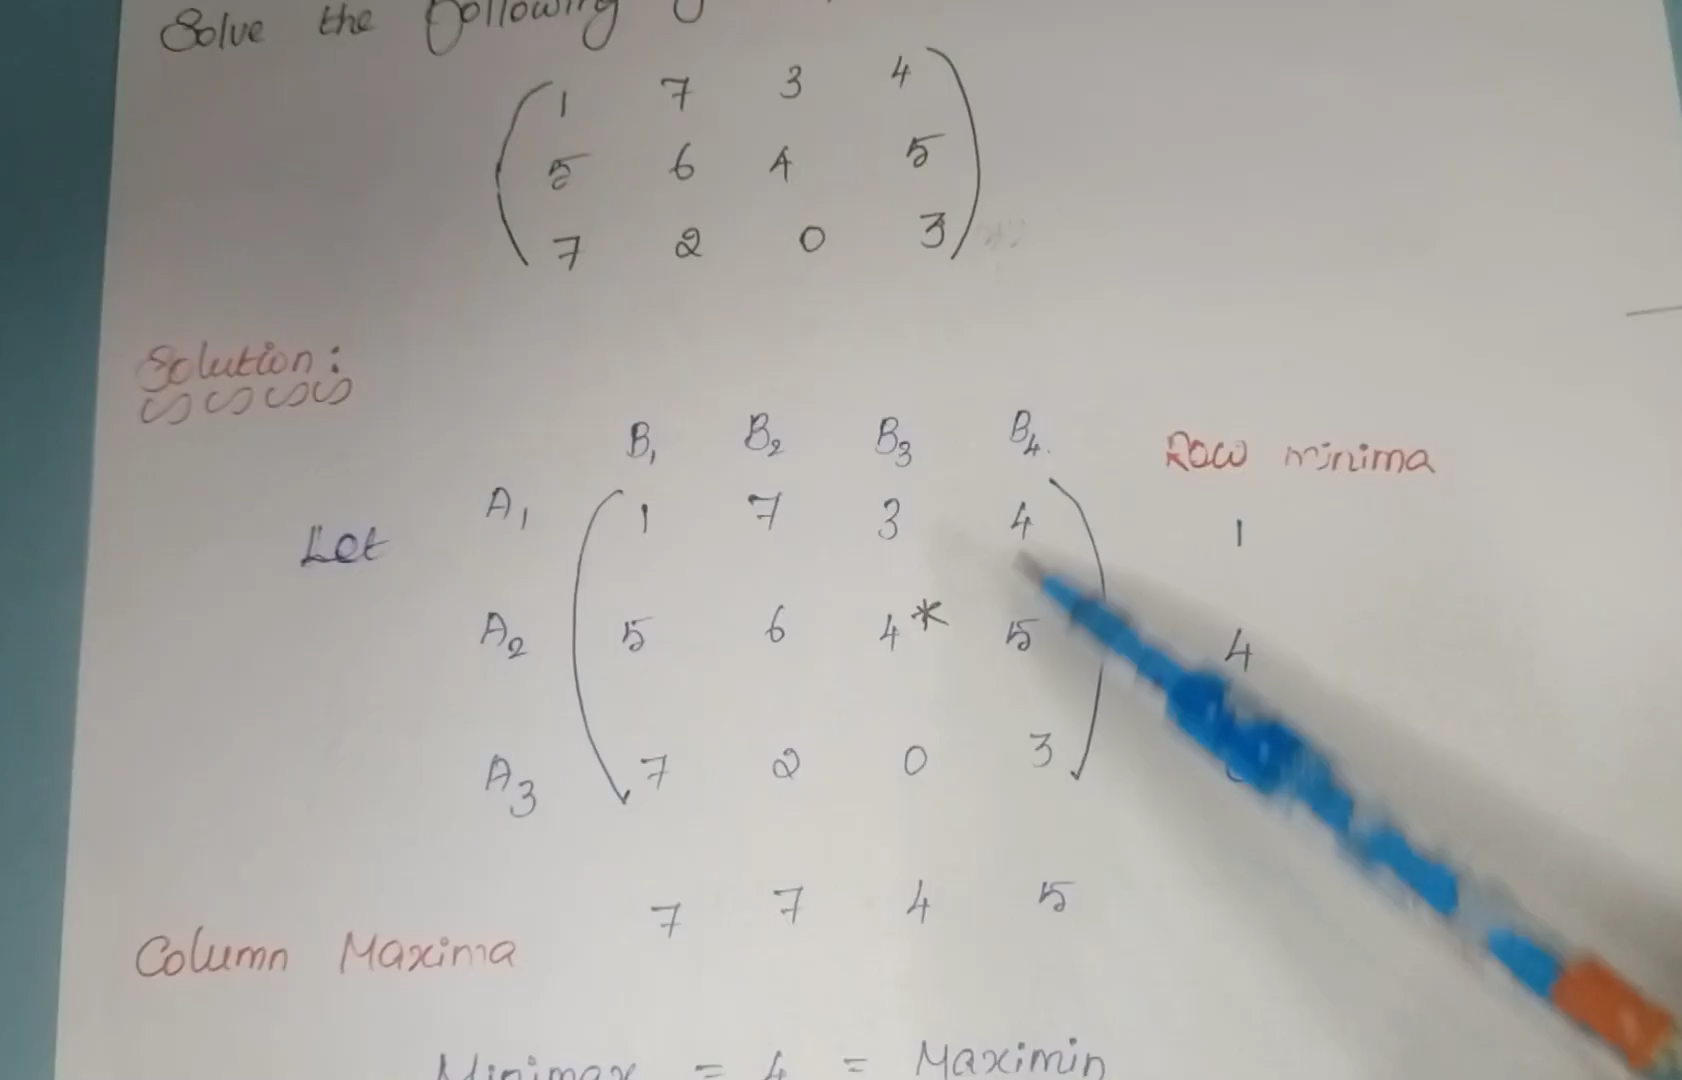 Solve the following
1 7 3 4
5 6 4 5
7 2 0 3
Solution:
B1 B2 B3 B4 Row minima
A1 1 7 3 4 1
Let
A2 5 6 4* 5 4
A3 7 2 0 3
7 7 4 5
Column Maxima
Minimax = 4 = Maximin